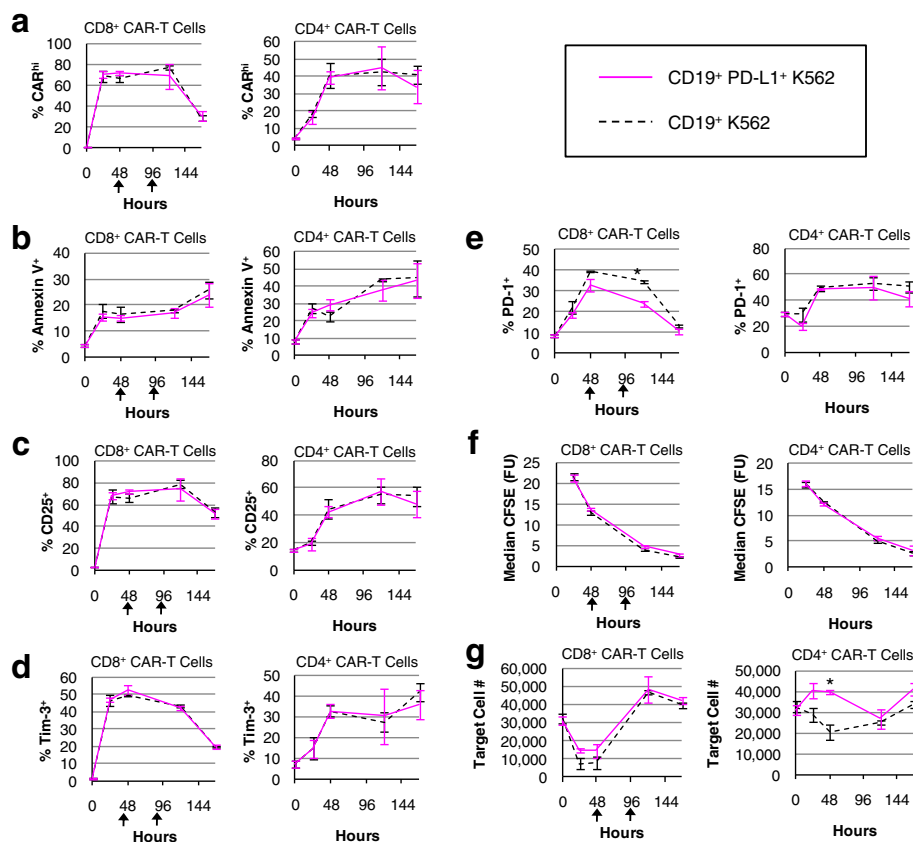 a
CD8⁺ CAR-T Cells
% CARʰⁱ
100
80
60
40
20
0
0 48 96 144
Hours
CD4⁺ CAR-T Cells
60
50
40
30
20
10
0
0 48 96 144
Hours
CD19⁺ PD-L1⁺ K562
CD19⁺ K562
b
CD8⁺ CAR-T Cells
% Annexin V⁺
40
30
20
10
0
0 48 96 144
Hours
CD4⁺ CAR-T Cells
% Annexin V⁺
60
50
40
30
20
10
0
0 48 96 144
Hours
e
CD8⁺ CAR-T Cells
% PD-1⁺
50
40
30
20
10
0
*
0 48 96 144
Hours
CD4⁺ CAR-T Cells
% PD-1⁺
80
60
40
20
0
0 48 96 144
Hours
c
CD8⁺ CAR-T Cells
% CD25⁺
100
80
60
40
20
0
0 48 96 144
Hours
CD4⁺ CAR-T Cells
% CD25⁺
80
60
40
20
0
0 48 96 144
Hours
f
CD8⁺ CAR-T Cells
Median CFSE (FU)
25
20
15
10
5
0
0 48 96 144
Hours
CD4⁺ CAR-T Cells
Median CFSE (FU)
20
15
10
5
0
0 48 96 144
Hours
d
CD8⁺ CAR-T Cells
% Tim-3⁺
60
50
40
30
20
10
0
0 48 96 144
Hours
CD4⁺ CAR-T Cells
% Tim-3⁺
50
40
30
20
10
0
0 48 96 144
Hours
g
CD8⁺ CAR-T Cells
Target Cell #
60,000
50,000
40,000
30,000
20,000
10,000
0
0 48 96 144
Hours
CD4⁺ CAR-T Cells
Target Cell #
50,000
40,000
30,000
20,000
10,000
0
*
0 48 96 144
Hours